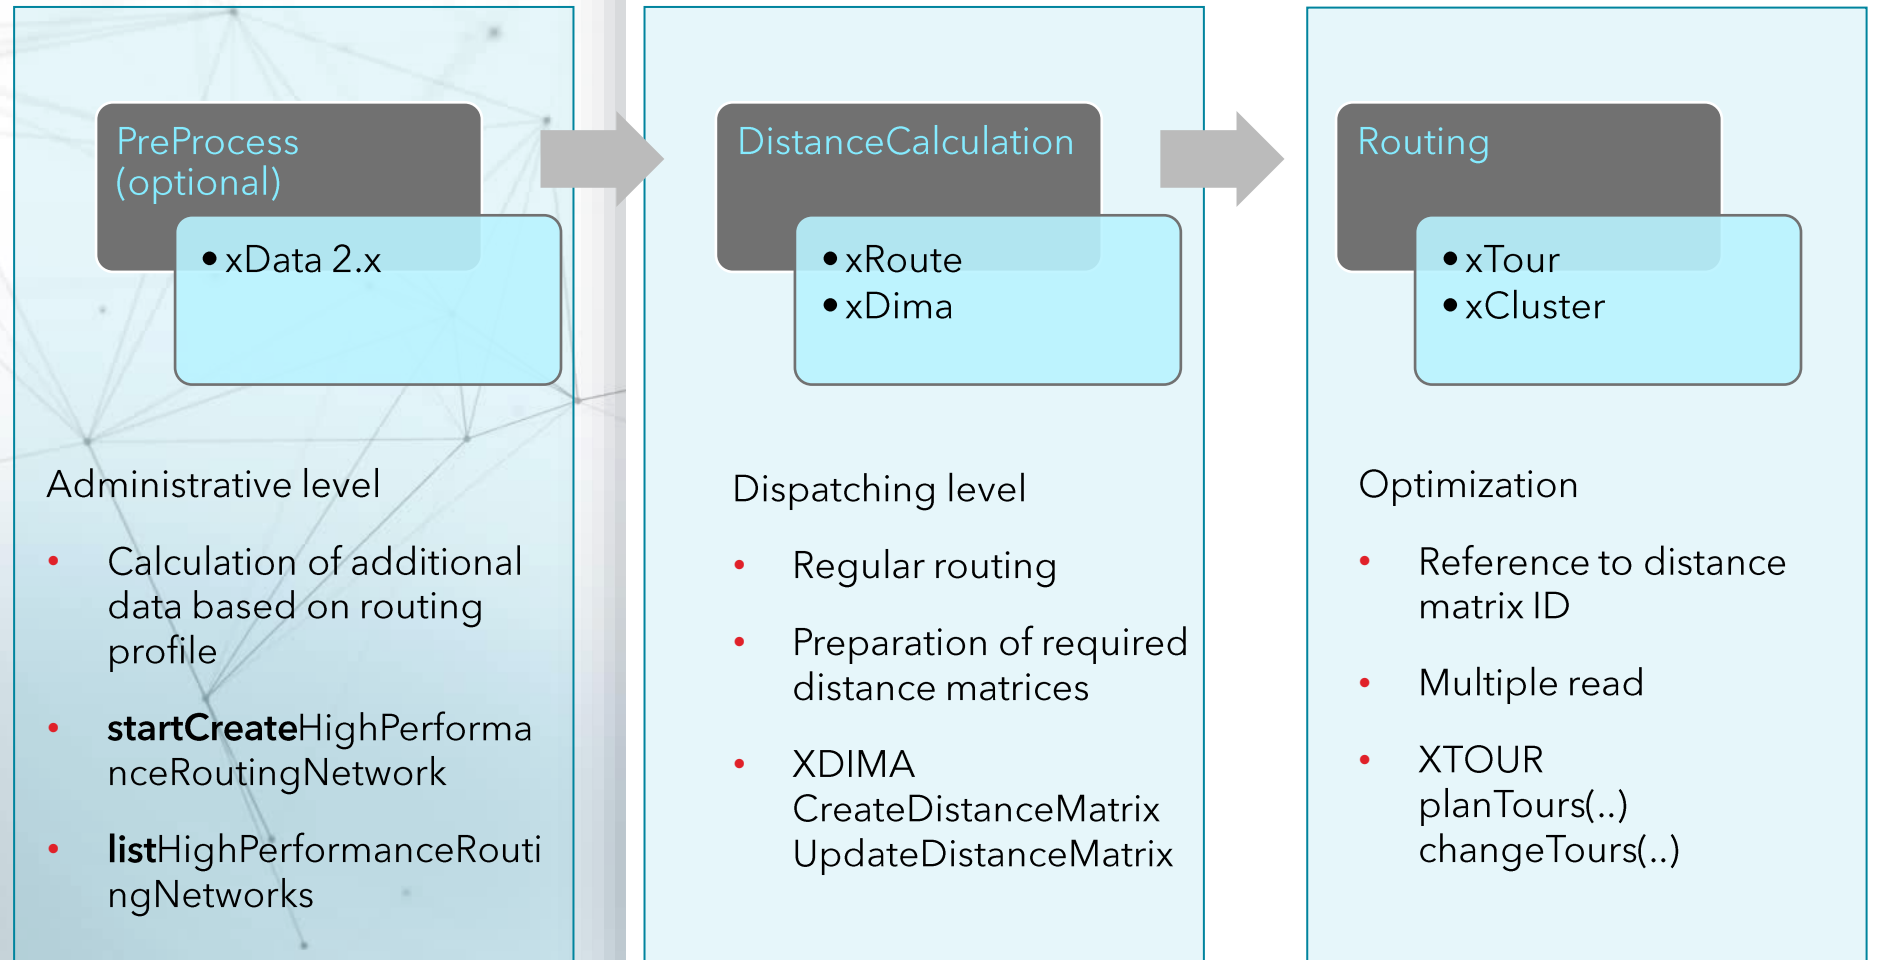 PreProcess
(optional)
• xData 2.x
Administrative level
• Calculation of additional
data based on routing
profile
• startCreateHighPerforma
nceRoutingNetwork
• listHighPerformanceRouti
ngNetworks
DistanceCalculation
• xRoute
• xDima
Dispatching level
• Regular routing
• Preparation of required
distance matrices
• XDIMA
CreateDistanceMatrix
UpdateDistanceMatrix
Routing
• xTour
• xCluster
Optimization
• Reference to distance
matrix ID
• Multiple read
• XTOUR
planTours(..)
changeTours(..)